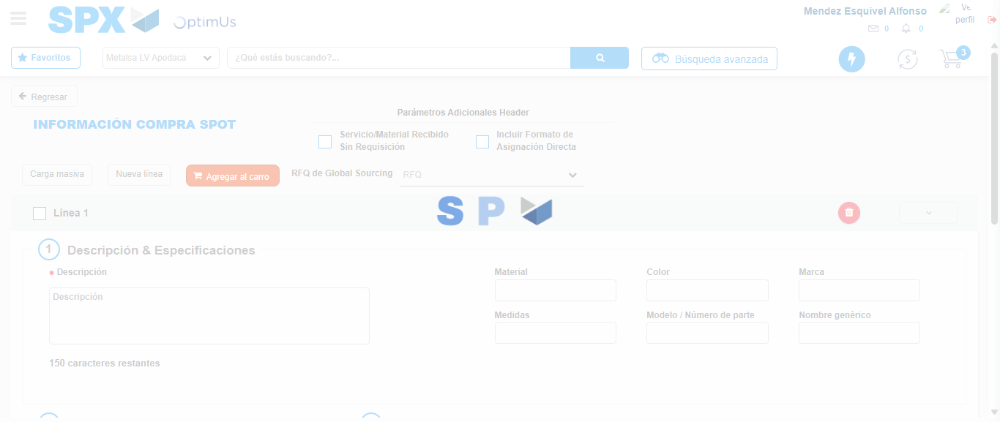 SPX OptimUs
Mendez Esquivel Alfonso
Ve
perfil
0 0
Favoritos
Metalsa LV Apodaca
¿Qué estás buscando?...
Búsqueda avanzada
$
3
Regresar
INFORMACIÓN COMPRA SPOT
Parámetros Adicionales Header
Servicio/Material Recibido
Sin Requisición
Incluir Formato de
Asignación Directa
Carga masiva
Nueva línea
Agregar al carro
RFQ de Global Sourcing
RFQ
Linea 1
SP
1 Descripción & Especificaciones
* Descripción
Descripción
150 caracteres restantes
Material
Color
Marca
Medidas
Modelo / Número de parte
Nombre genérico